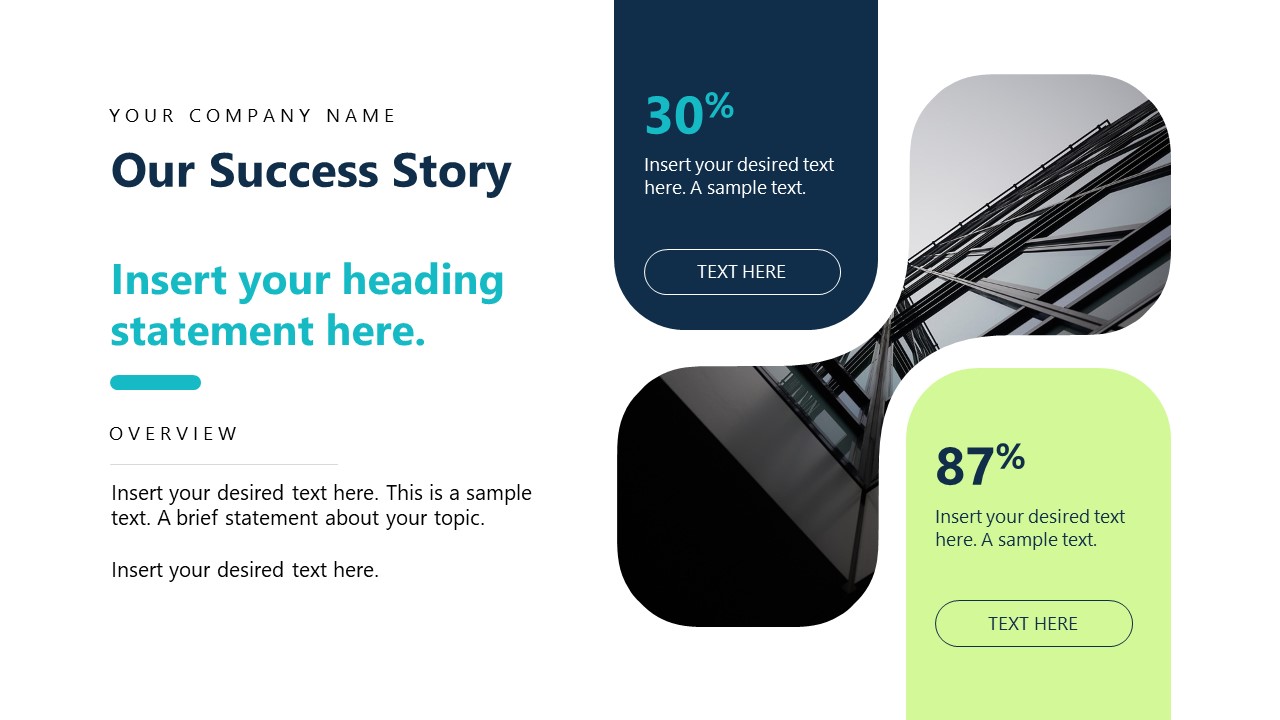 YOUR COMPANY NAME
Our Success Story
Insert your heading
statement here.
OVERVIEW
Insert your desired text here. This is a sample
text. A brief statement about your topic.
Insert your desired text here.
30%
Insert your desired text
here. A sample text.
TEXT HERE
87%
Insert your desired text
here. A sample text.
TEXT HERE